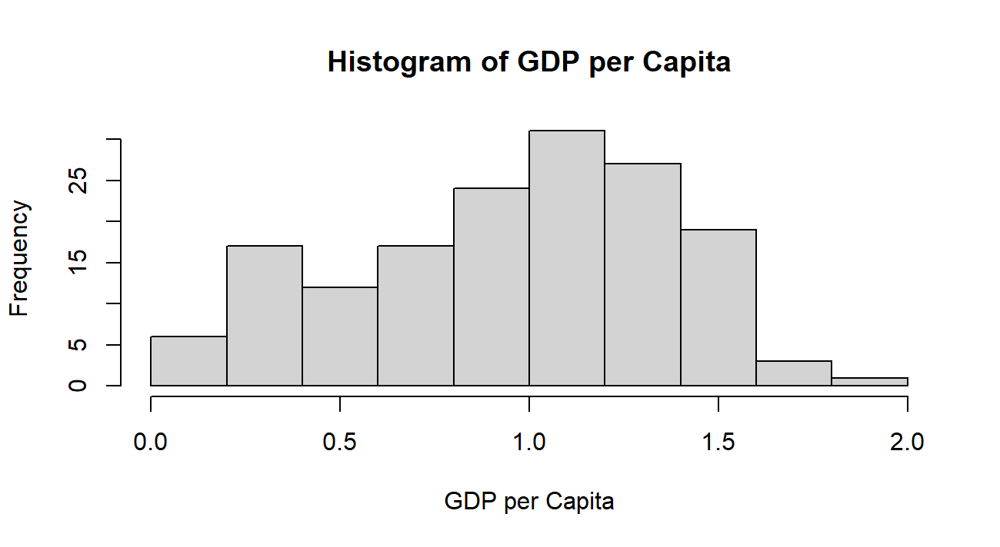 Histogram of GDP per Capita
Frequency
25
15
5
0
0.0 0.5 1.0 1.5 2.0
GDP per Capita